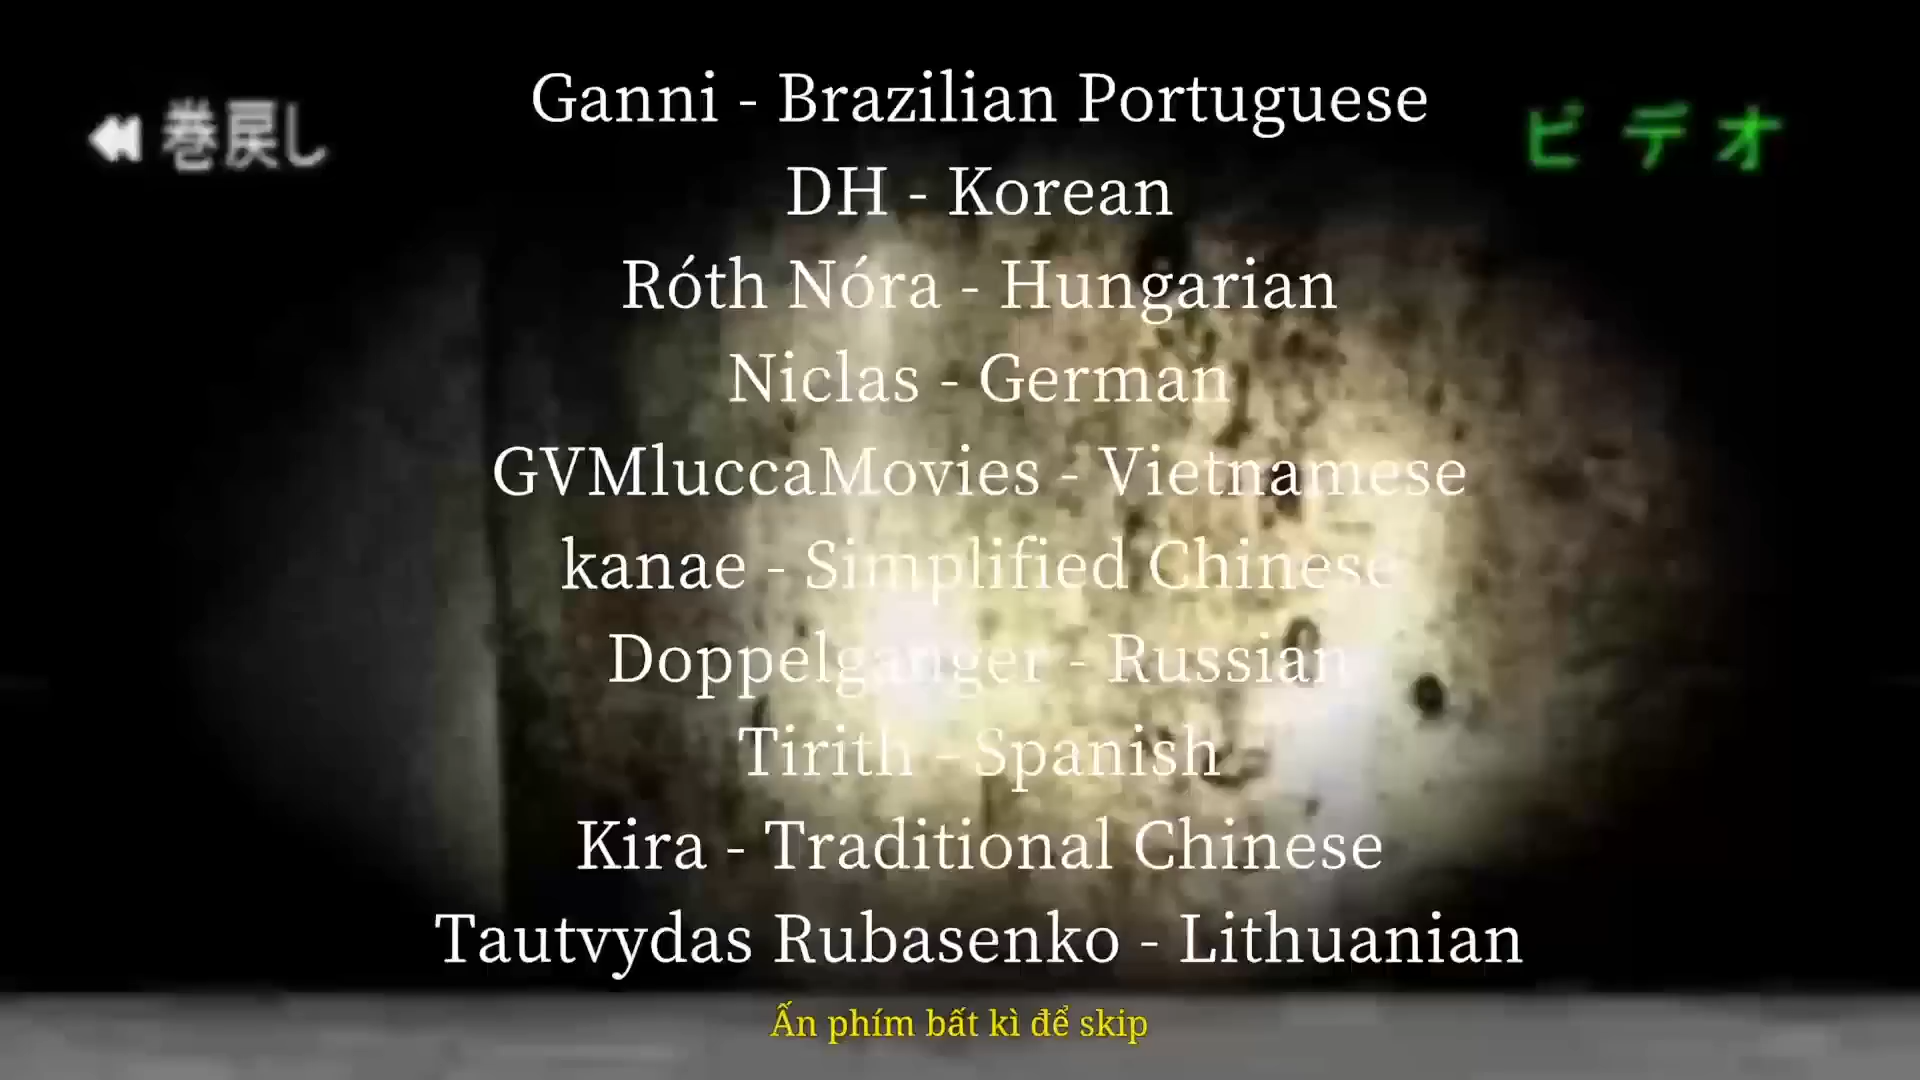 Ganni - Brazilian Portuguese
巻戻し
ビデオ
DH - Korean
Róth Nóra - Hungarian
Niclas - German
GVMluccaMovies - Vietnamese
kanae - Simplified Chinese
Doppelganger - Russian
Tirith - Spanish
Kira - Traditional Chinese
Tautvydas Rubasenko - Lithuanian
Ấn phím bất kì để skip